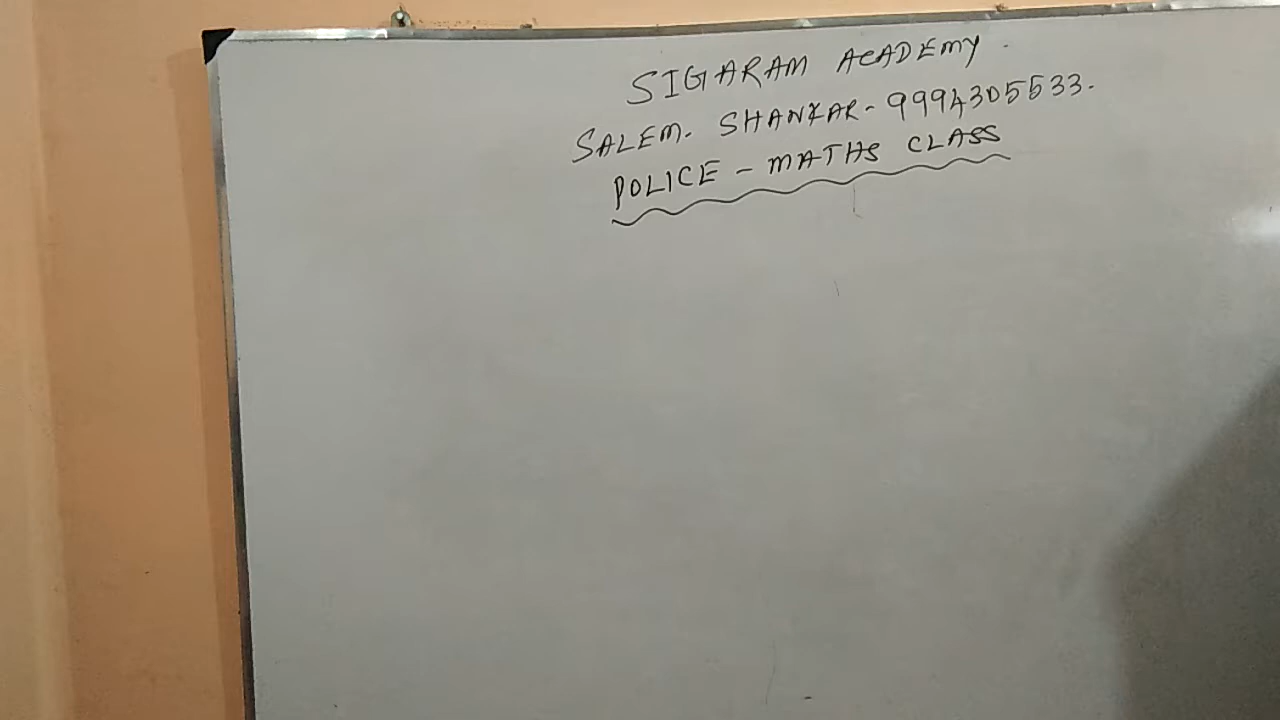 SIGARAM ACADEMY.
SALEM. SHANKAR - 9994305533.
POLICE - MATHS CLASS